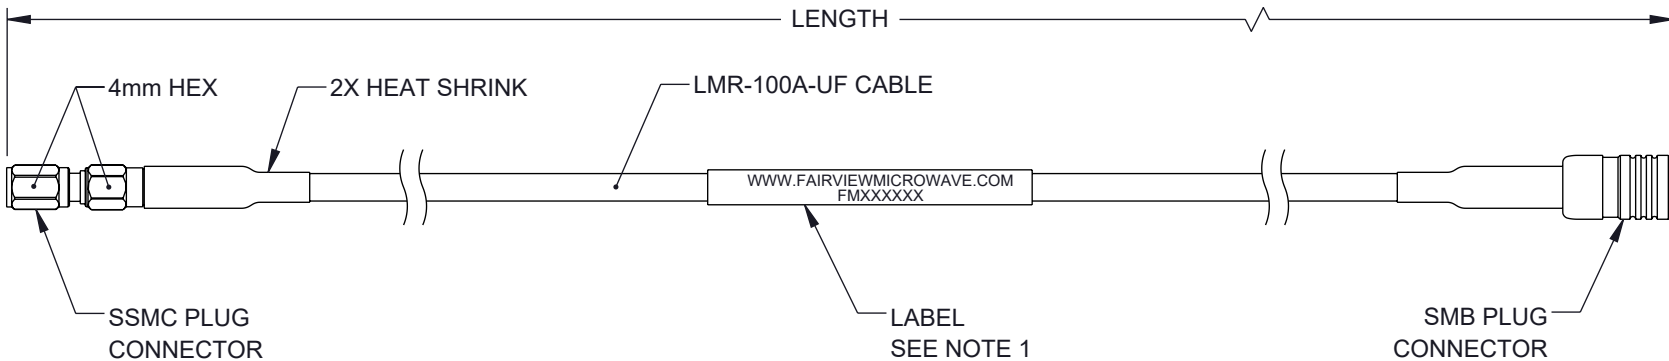 LENGTH
4mm HEX
2X HEAT SHRINK
LMR-100A-UF CABLE
WWW.FAIRVIEWMICROWAVE.COM
FMXXXXXX
SSMC PLUG
CONNECTOR
LABEL
SEE NOTE 1
SMB PLUG
CONNECTOR